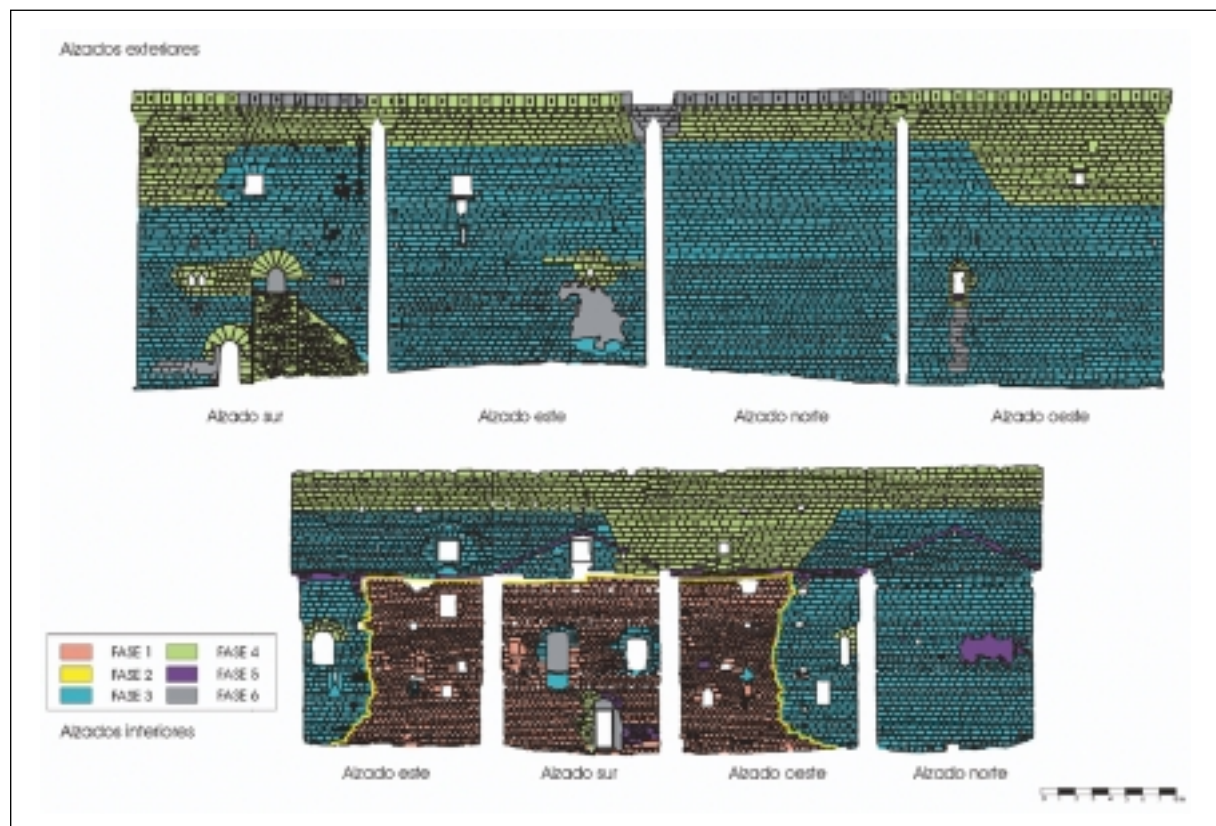 Alzados exteriores
Alzado sur
Alzado este
Alzado norte
Alzado oeste
FASE 1
FASE 4
FASE 2
FASE 5
FASE 3
FASE 6
Alzados interiores
Alzado este
Alzado sur
Alzado oeste
Alzado norte